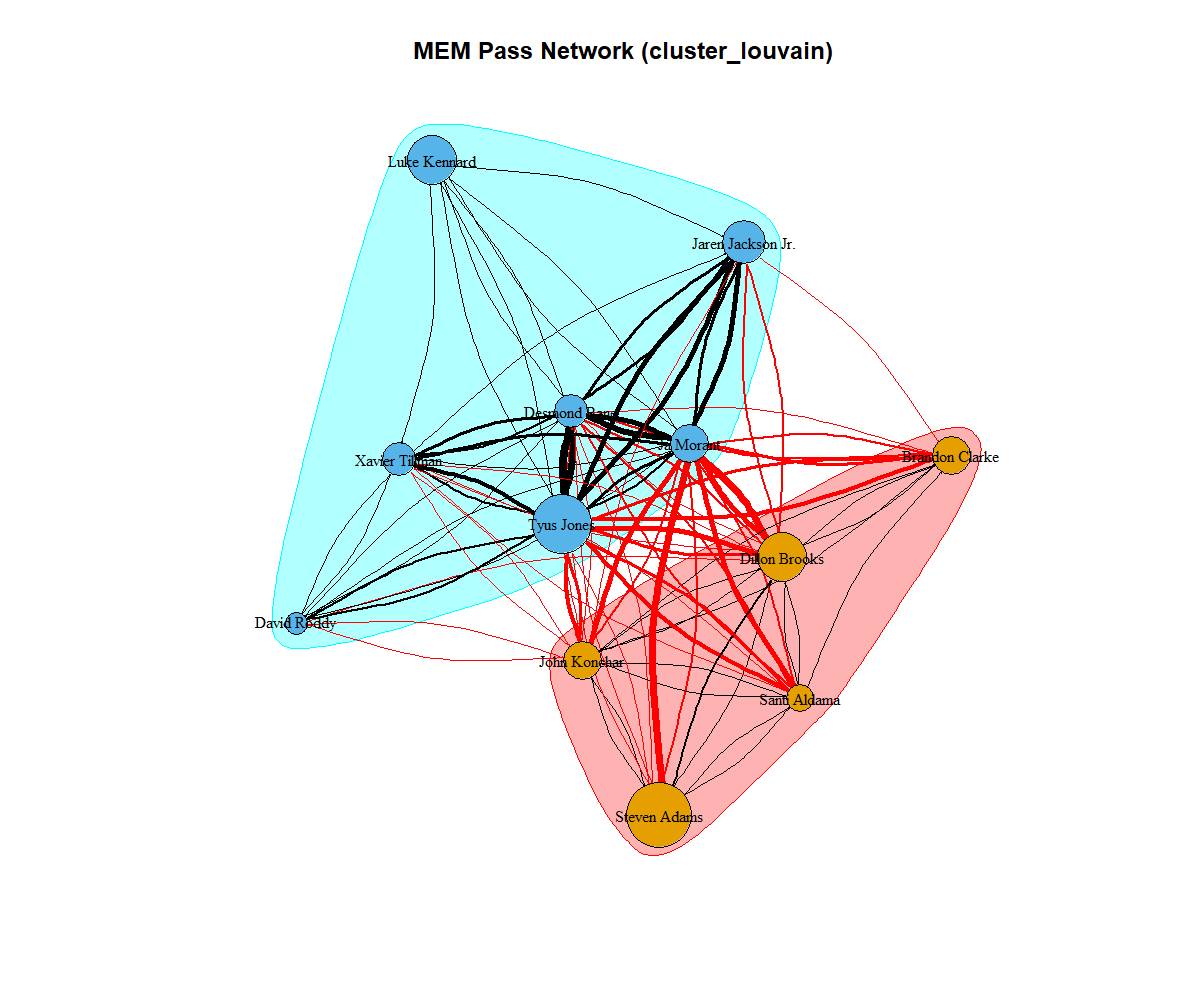 MEM Pass Network (cluster_louvain)
Luke Kennard
Jaren Jackson Jr.
Desmond Bane
Ja Morant
Brandon Clarke
Xavier Tillman
Tyus Jones
Dillon Brooks
David Roddy
John Konchar
Santi Aldama
Steven Adams